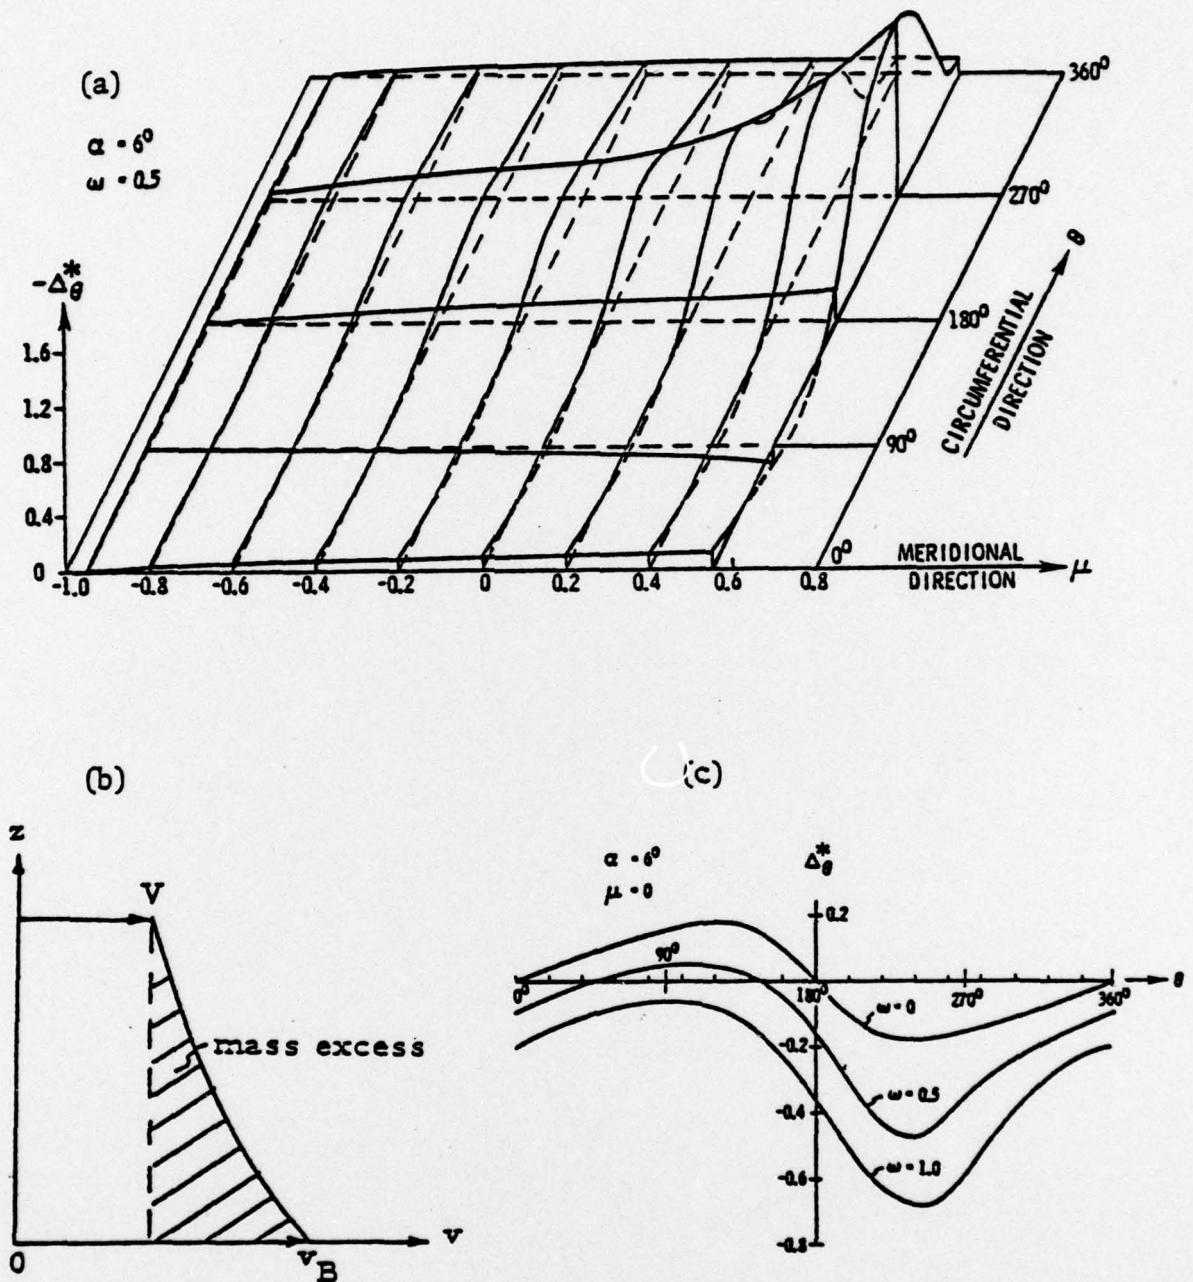 (a)
α = 6°
ω = 0.5
-Δ*θ
1.6
1.2
0.8
0.4
0
-1.0
-0.8
-0.6
-0.4
-0.2
0
0.2
0.4
0.6
0.8
0°
90°
180°
270°
360°
θ
CIRCUMFERENTIAL
DIRECTION
MERIDIONAL
DIRECTION
μ
(b)
z
V
mass excess
0
vB
v
(c)
α = 6°
μ = 0
Δ*θ
0.2
0°
90°
180°
270°
360°
θ
ω = 0
-0.2
ω = 0.5
-0.4
ω = 1.0
-0.6
-0.8